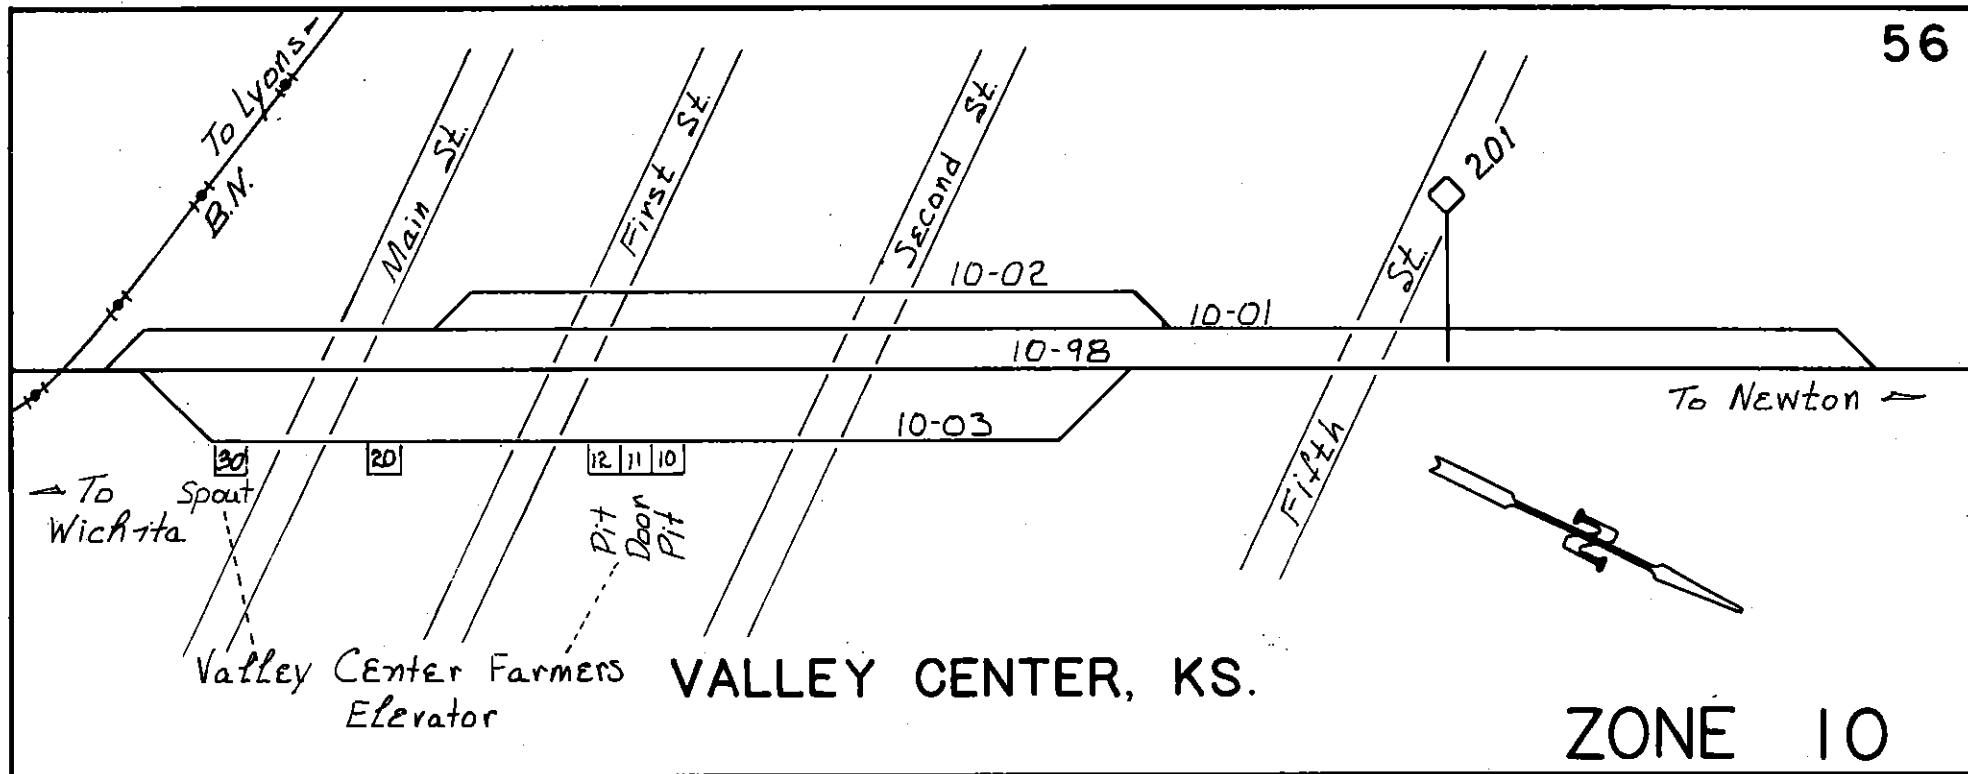 56
To Lyons
B.N.
Main St.
First St.
Second St.
201
10-02
10-01
10-98
10-03
Fifth St.
To Newton
30
20
12 11 10
To
Wichita
Spout
Pit
Door
Pit
Valley Center Farmers
Elevator
VALLEY CENTER, KS.
ZONE 10